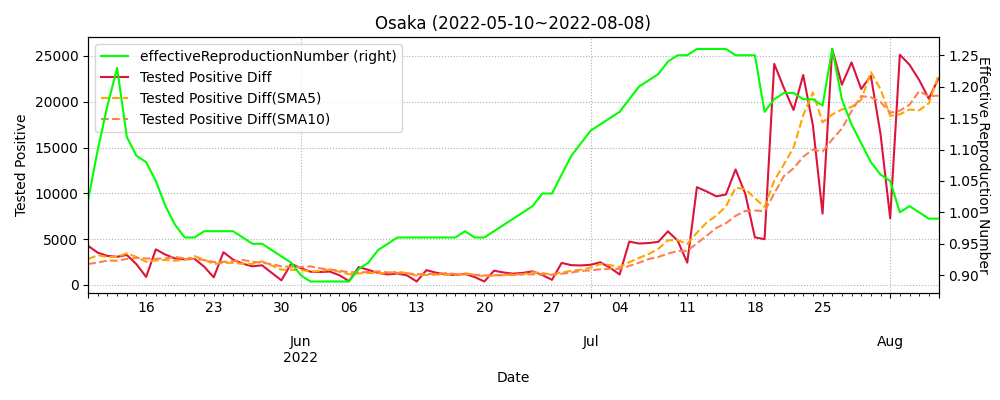 Osaka (2022-05-10~2022-08-08)
effectiveReproductionNumber (right)
Tested Positive Diff
Tested Positive Diff(SMA5)
Tested Positive Diff(SMA10)
Tested Positive
25000
20000
15000
10000
5000
0
1.25
1.20
1.15
1.10
1.05
1.00
0.95
0.90
Effective Reproduction Number
16 23 30 06 13 20 27 04 11 18 25
Jun Jul Aug
2022
Date